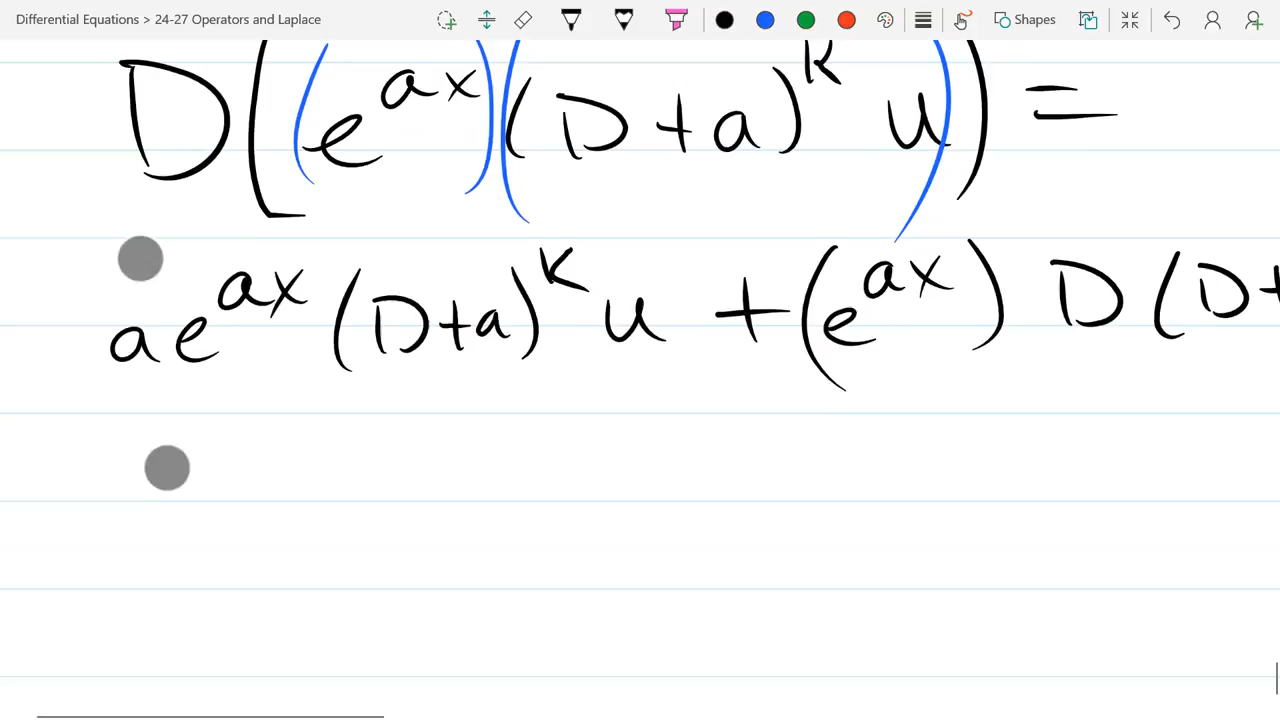 Differential Equations > 24-27 Operators and Laplace
Shapes
D((e^{ax})((D+a)^k u)) =
ae^{ax} (D+a)^k u + (e^{ax}) D(D+